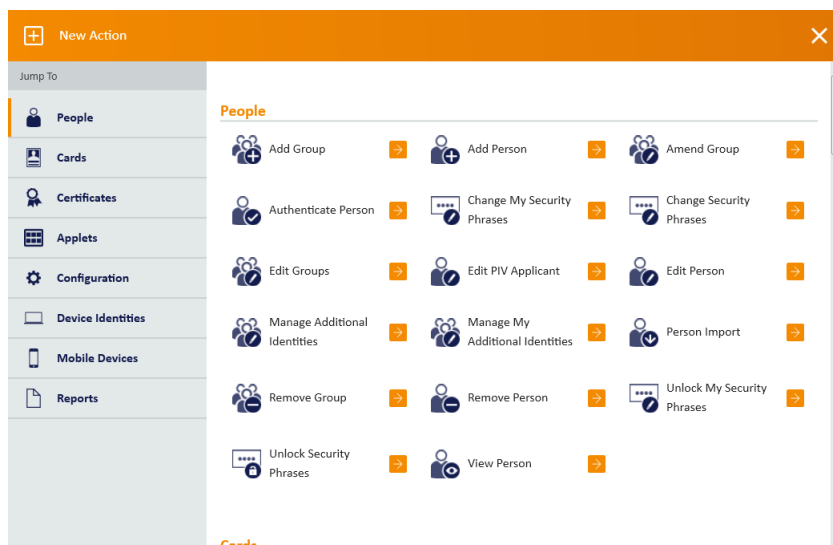 New Action
Jump To
People
Cards
Certificates
Applets
Configuration
Device Identities
Mobile Devices
Reports
People
Add Group
Add Person
Amend Group
Authenticate Person
Change My Security
Phrases
Change Security
Phrases
Edit Groups
Edit PIV Applicant
Edit Person
Manage Additional
Identities
Manage My
Additional Identities
Person Import
Remove Group
Remove Person
Unlock My Security
Phrases
Unlock Security
Phrases
View Person
Cards